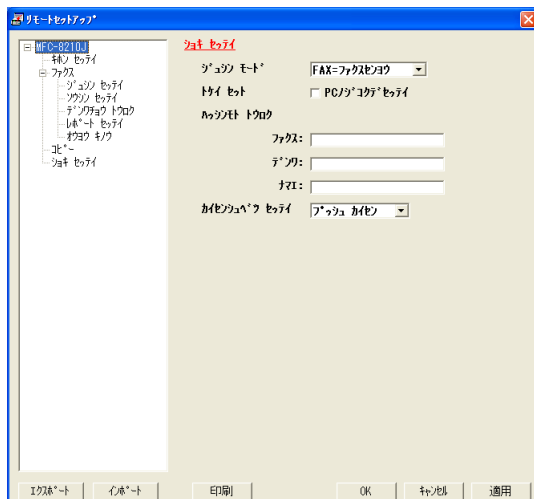 ﾘﾓｰﾄｾｯﾄｱｯﾌﾟ
MFC-8210J
ｷﾎﾝ ｾｯﾃｲ
ﾌｧｸｽ
ｼﾞｭｼﾝ ｾｯﾃｲ
ｿｳｼﾝ ｾｯﾃｲ
ﾃﾞﾝﾜﾁｮｳ ﾄｳﾛｸ
ﾚﾎﾟｰﾄ ｾｯﾃｲ
ｵｳﾖｳ ｷﾉｳ
ｺﾋﾟｰ
ｼｮｷ ｾｯﾃｲ
ｼｮｷ ｾｯﾃｲ
ｼﾞｭｼﾝ ﾓｰﾄﾞ FAX=ﾌｧｸｽｾﾝﾖｳ
ﾄｹｲ ｾｯﾄ PCﾉｼﾞｺｸﾃﾞｾｯﾃｲ
ﾊｯｼﾝﾓﾄ ﾄｳﾛｸ
ﾌｧｸｽ:
ﾃﾞﾝﾜ:
ﾅﾏｴ:
ｶｲｾﾝｼｭﾍﾞﾂ ｾｯﾃｲ ﾌﾟｯｼｭ ｶｲｾﾝ
ｴｸｽﾎﾟｰﾄ ｲﾝﾎﾟｰﾄ 印刷 OK ｷｬﾝｾﾙ 適用